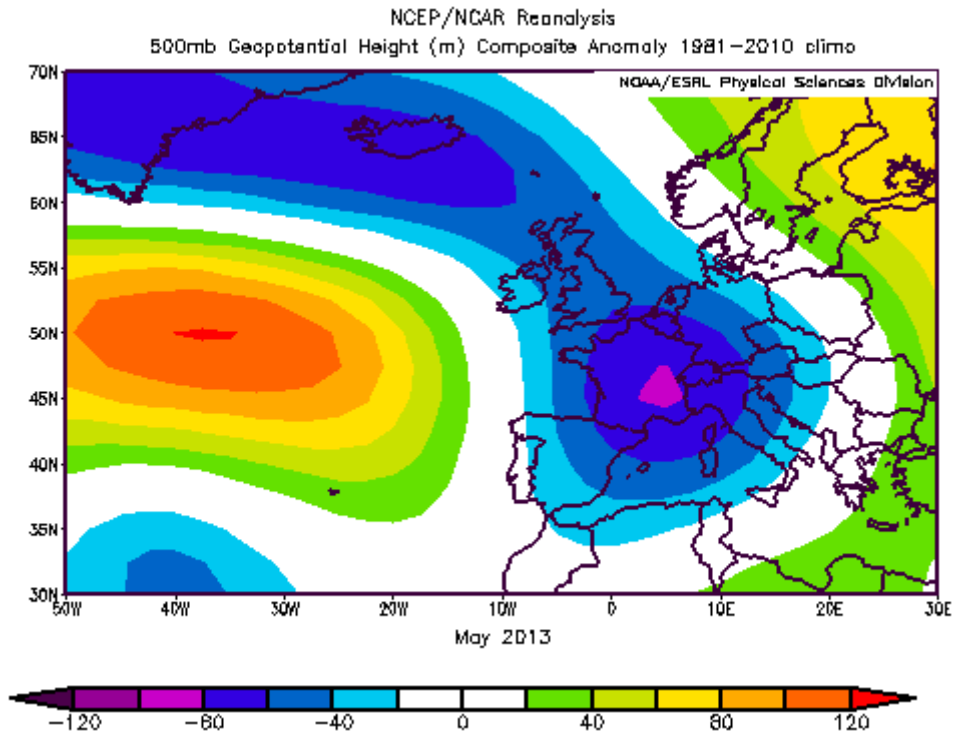 NCEP/NCAR Reanalysis
500mb Geopotential Height (m) Composite Anomaly 1981-2010 climo
NOAA/ESRL Physical Sciences Division
70N
65N
60N
55N
50N
45N
40N
35N
30N
50W 40W 30W 20W 10W 0 10E 20E 30E
May 2013
-120 -60 -40 0 40 80 120